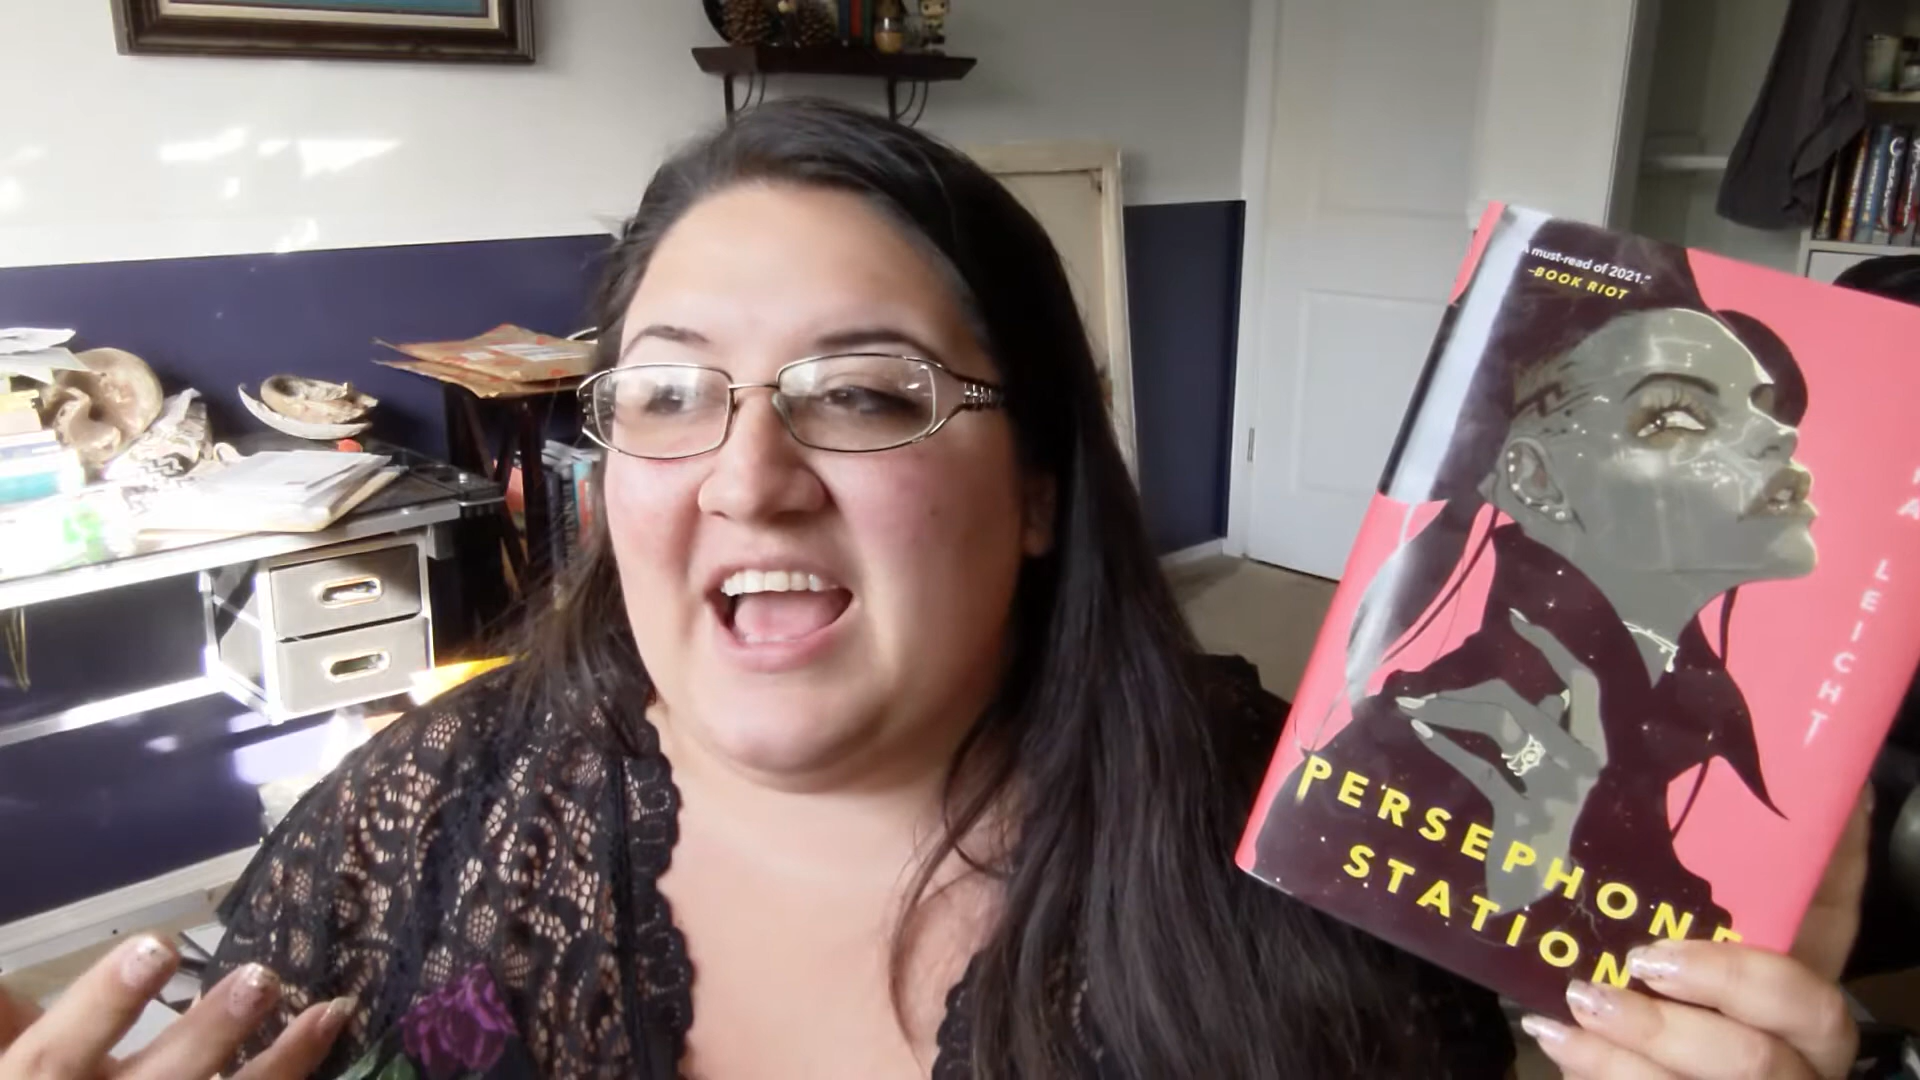 must-read of 2021."
-BOOK RIOT
LEICHT
PERSEPHONE
STATION